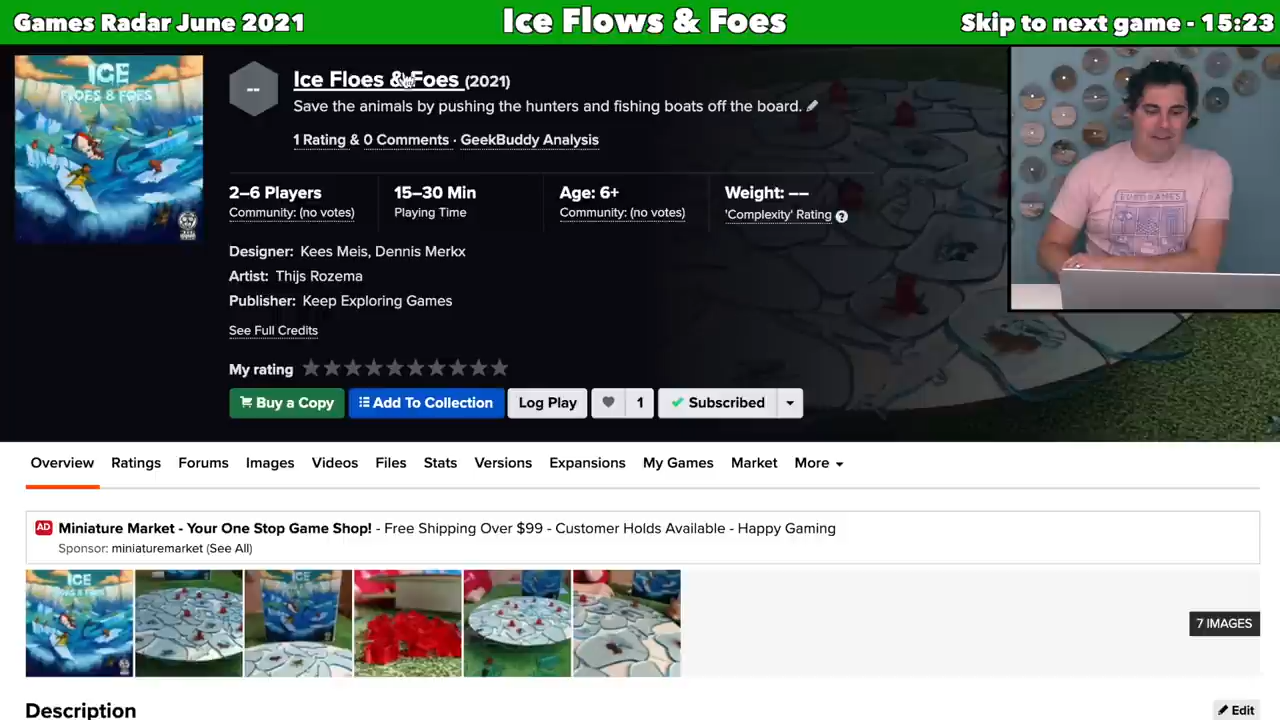 Games Radar June 2021
Ice Flows & Foes
Skip to next game - 15:23
ICE
FLOES & FOES
--
Ice Floes & Foes (2021)
Save the animals by pushing the hunters and fishing boats off the board.
1 Rating & 0 Comments · GeekBuddy Analysis
2–6 Players
Community: (no votes)
15–30 Min
Playing Time
Age: 6+
Community: (no votes)
Weight: --
'Complexity' Rating ?
Designer: Kees Meis, Dennis Merkx
Artist: Thijs Rozema
Publisher: Keep Exploring Games
See Full Credits
My rating
Buy a Copy
Add To Collection
Log Play
1
Subscribed
Overview
Ratings
Forums
Images
Videos
Files
Stats
Versions
Expansions
My Games
Market
More
AD Miniature Market - Your One Stop Game Shop! - Free Shipping Over $99 - Customer Holds Available - Happy Gaming
Sponsor: miniaturemarket (See All)
ICE
FLOES & FOES
ICE
7 IMAGES
Description
Edit